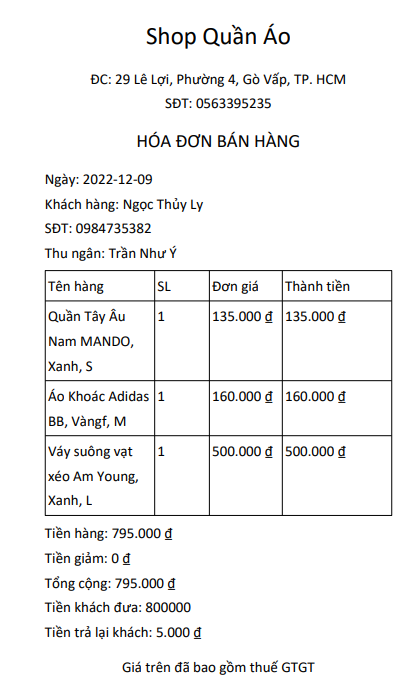 Shop Quần Áo
ĐC: 29 Lê Lợi, Phường 4, Gò Vấp, TP. HCM
SĐT: 0563395235
HÓA ĐƠN BÁN HÀNG
Ngày: 2022-12-09
Khách hàng: Ngọc Thủy Ly
SĐT: 0984735382
Thu ngân: Trần Như Ý
Tên hàng SL Đơn giá Thành tiền
Quần Tây Âu 1 135.000 ₫ 135.000 ₫
Nam MANDO,
Xanh, S
Áo Khoác Adidas 1 160.000 ₫ 160.000 ₫
BB, Vàngf, M
Váy suông vạt 1 500.000 ₫ 500.000 ₫
xéo Am Young,
Xanh, L
Tiền hàng: 795.000 ₫
Tiền giảm: 0 ₫
Tổng cộng: 795.000 ₫
Tiền khách đưa: 800000
Tiền trả lại khách: 5.000 ₫
Giá trên đã bao gồm thuế GTGT